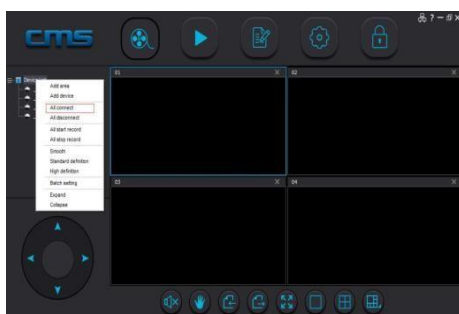 cms
?
01 X
02 X
Add area
Add device
All connect
All disconnect
All start record
All stop record
Smooth
Standard definition
High definition
Batch setting
Expand
Collapse
03 X
04 X